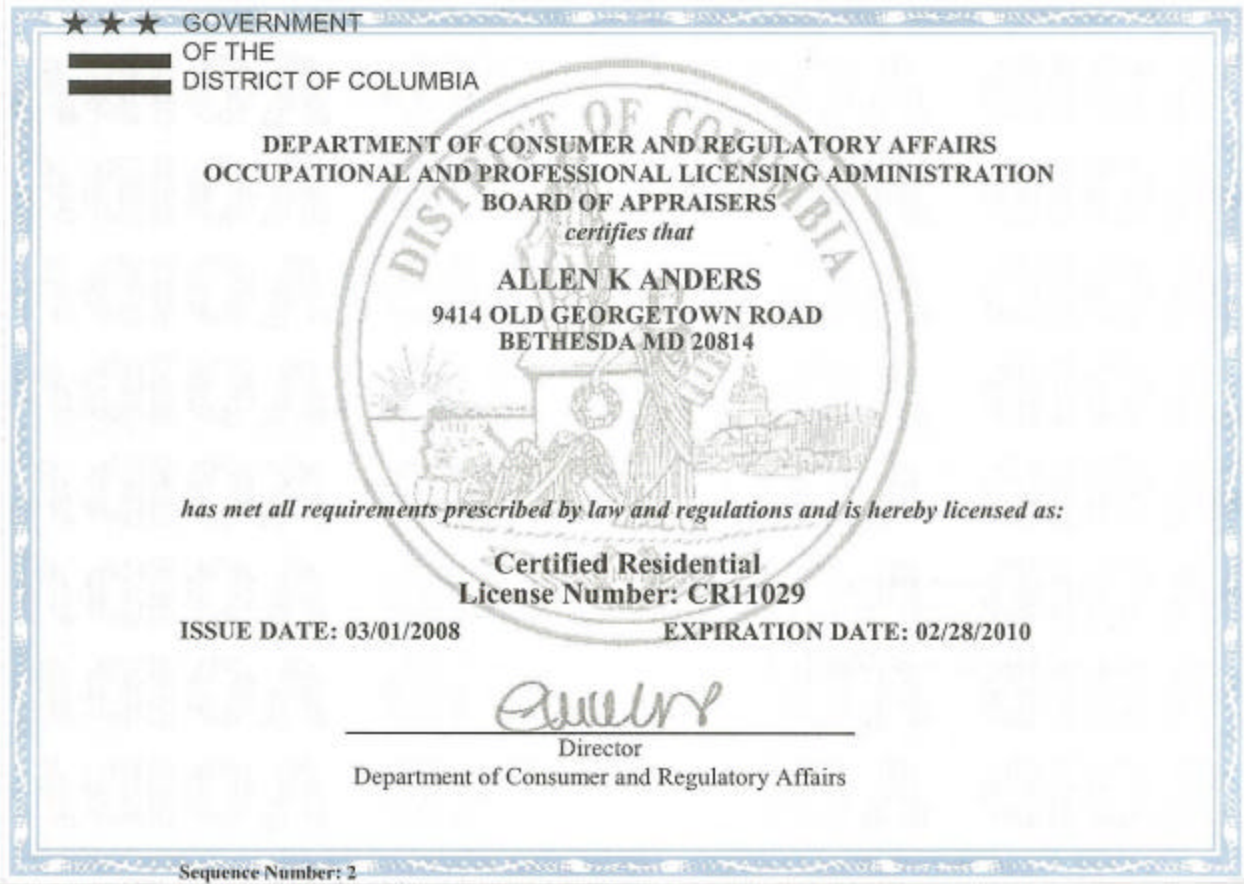 GOVERNMENT
OF THE
DISTRICT OF COLUMBIA
DISTRICT OF COLUMBIA
DEPARTMENT OF CONSUMER AND REGULATORY AFFAIRS
OCCUPATIONAL AND PROFESSIONAL LICENSING ADMINISTRATION
BOARD OF APPRAISERS
certifies that
ALLEN K ANDERS
9414 OLD GEORGETOWN ROAD
BETHESDA MD 20814
has met all requirements prescribed by law and regulations and is hereby licensed as:
Certified Residential
License Number: CR11029
ISSUE DATE: 03/01/2008 EXPIRATION DATE: 02/28/2010
Director
Department of Consumer and Regulatory Affairs
Sequence Number: 2